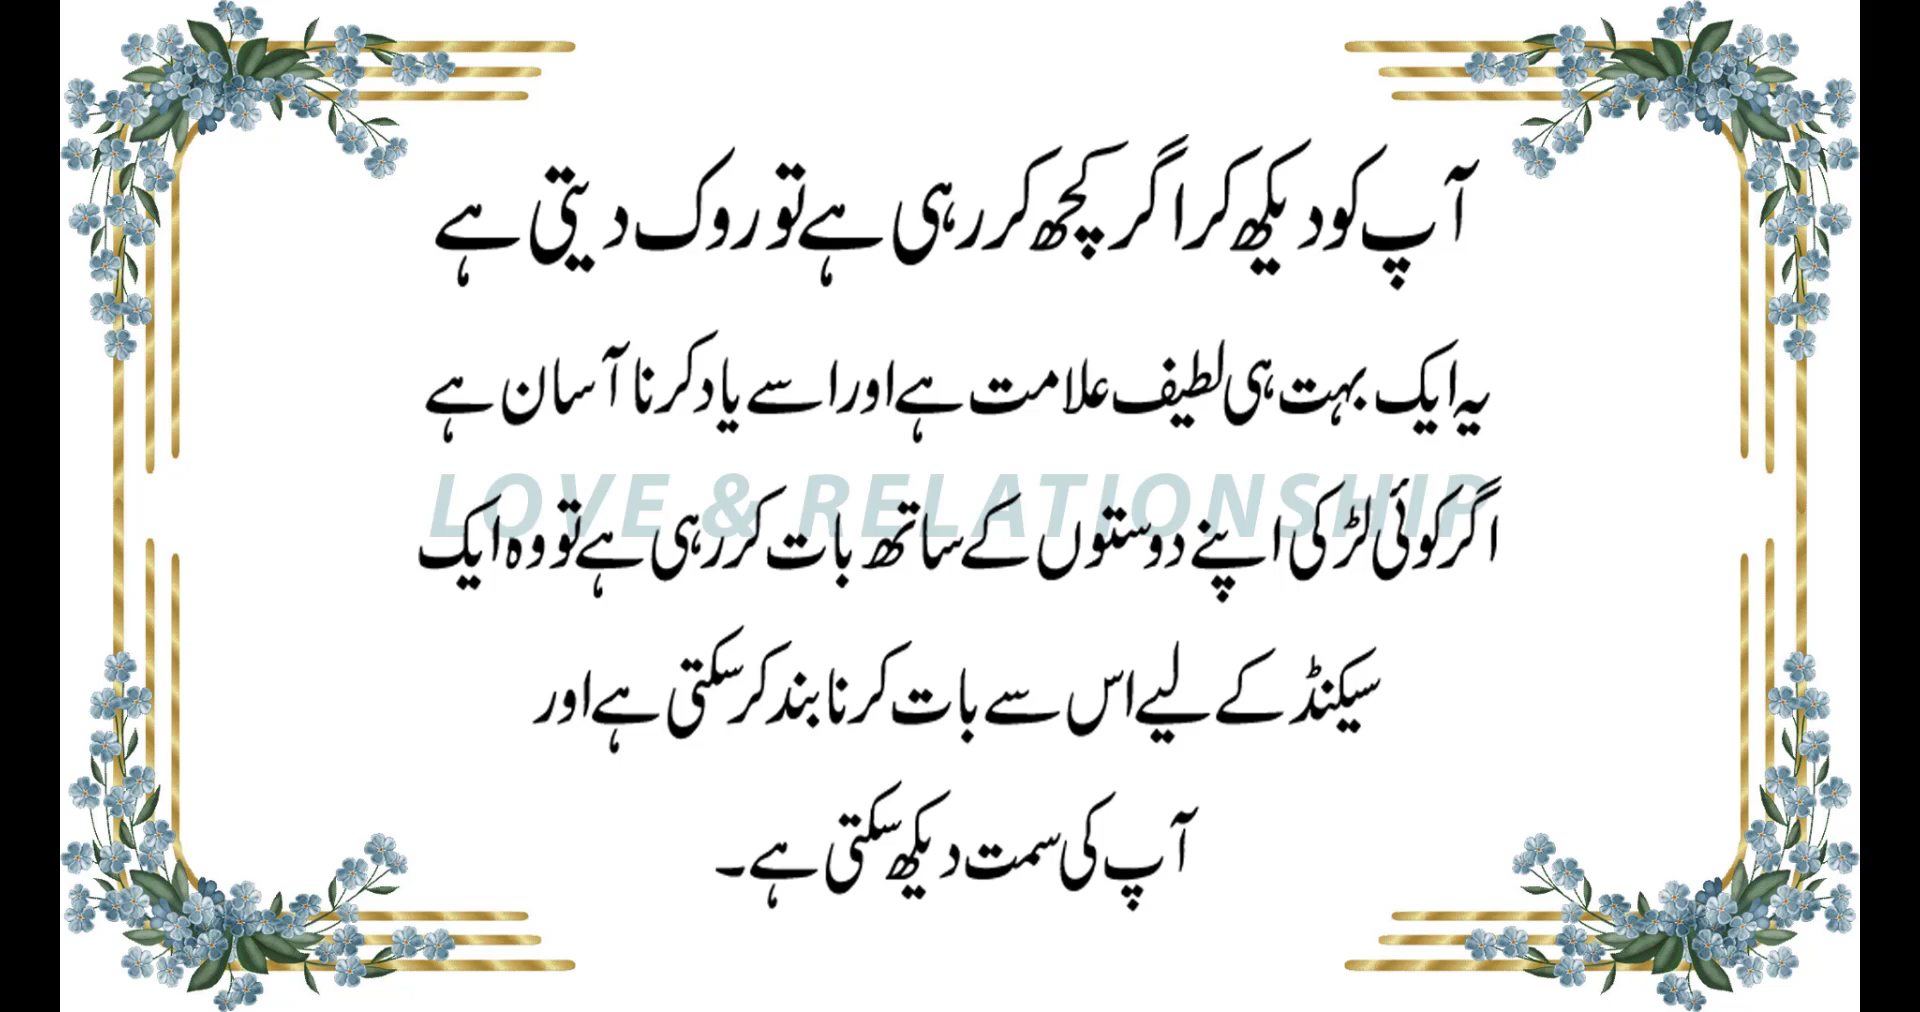 آپ کو دیکھ کر اگر کچھ کر رہی ہے تو روک دیتی ہے
یہ ایک بہت ہی لطیف علامت ہے اور اسے یاد کرنا آسان ہے
LOVE & RELATIONSHIP
اگر کوئی لڑکی اپنے دوستوں کے ساتھ بات کر رہی ہے تو وہ ایک
سیکنڈ کے لیے اس سے بات کرنا بند کر سکتی ہے اور
آپ کی سمت دیکھ سکتی ہے۔